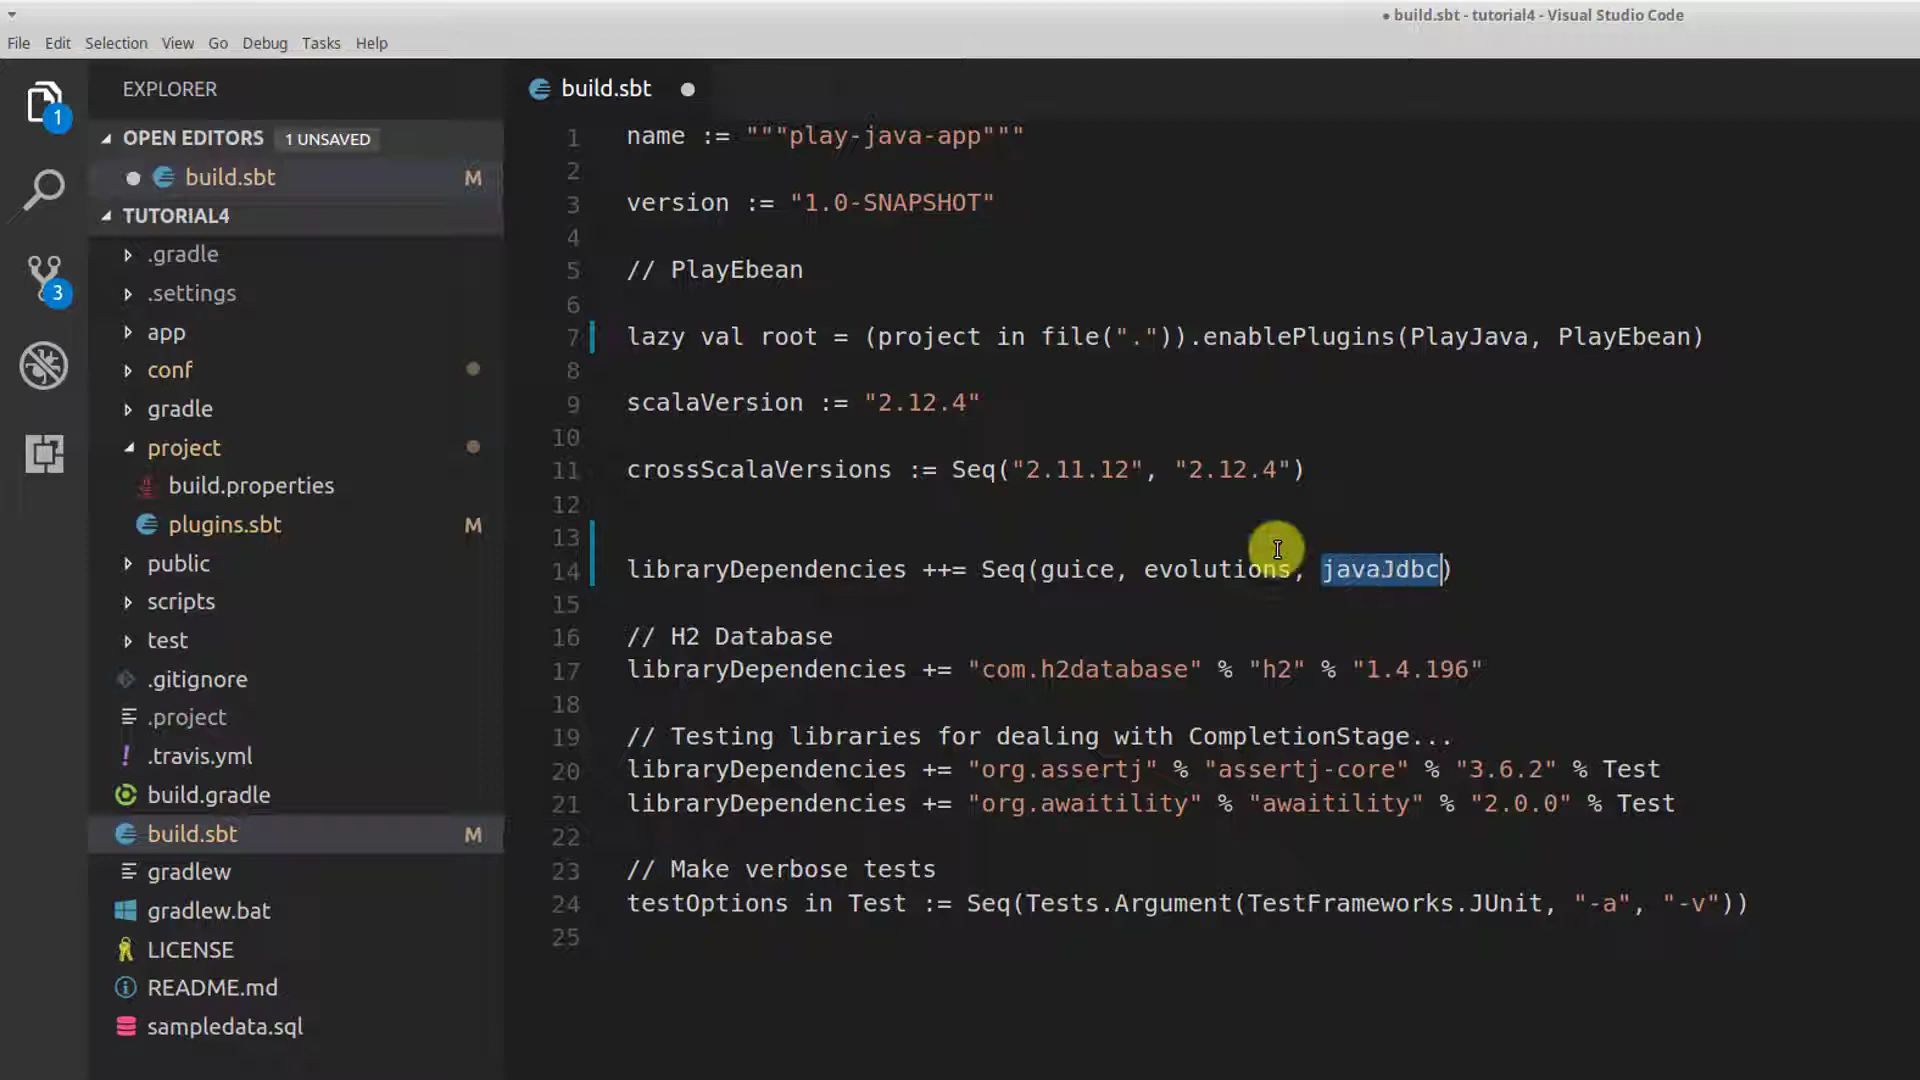 • build.sbt - tutorial4 - Visual Studio Code
File Edit Selection View Go Debug Tasks Help
EXPLORER
1
OPEN EDITORS 1 UNSAVED
build.sbt M
TUTORIAL4
.gradle
.settings
3
app
conf
gradle
project
build.properties
plugins.sbt M
public
scripts
test
.gitignore
.project
.travis.yml
build.gradle
build.sbt M
gradlew
gradlew.bat
LICENSE
README.md
sampledata.sql
build.sbt
1 name := """play-java-app"""
2
3 version := "1.0-SNAPSHOT"
4
5 // PlayEbean
6
7 lazy val root = (project in file(".")).enablePlugins(PlayJava, PlayEbean)
8
9 scalaVersion := "2.12.4"
10
11 crossScalaVersions := Seq("2.11.12", "2.12.4")
12
13
14 libraryDependencies ++= Seq(guice, evolutions, javaJdbc)
15
16 // H2 Database
17 libraryDependencies += "com.h2database" % "h2" % "1.4.196"
18
19 // Testing libraries for dealing with CompletionStage...
20 libraryDependencies += "org.assertj" % "assertj-core" % "3.6.2" % Test
21 libraryDependencies += "org.awaitility" % "awaitility" % "2.0.0" % Test
22
23 // Make verbose tests
24 testOptions in Test := Seq(Tests.Argument(TestFrameworks.JUnit, "-a", "-v"))
25